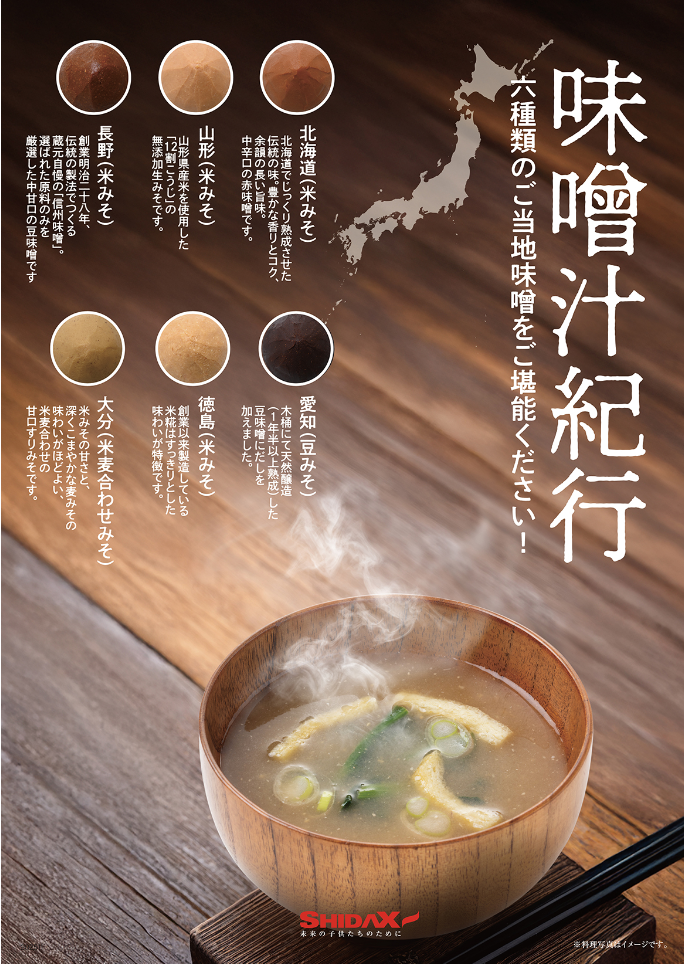 味噌汁紀行
六種類のご当地味噌をご堪能ください！
北海道（米みそ）
北海道でじっくり熟成させた
伝統の味。豊かな香りとコク、
余韻の長い旨味。
中辛口の赤味噌です。
山形（米みそ）
山形県産米を使用した
「12割こうじ」の
無添加生みそです。
長野（米みそ）
創業明治二十八年、
伝統の製法でつくる
蔵元自慢の「信州味噌」。
選ばれた原料のみを
厳選した中甘口の豆味噌です
愛知（豆みそ）
木桶にて天然醸造
（1年半以上熟成）した
豆味噌にだしを
加えました。
徳島（米みそ）
創業以来製造している
米糀はすっきりとした
味わいが特徴です。
大分（米麦合わせみそ）
米みその甘さと、
深くこまやかな麦みその
味わいがほどよい、
米麦合わせの
甘口すりみそです。
SHIDAX
未来の子供たちのために
※料理写真はイメージです。